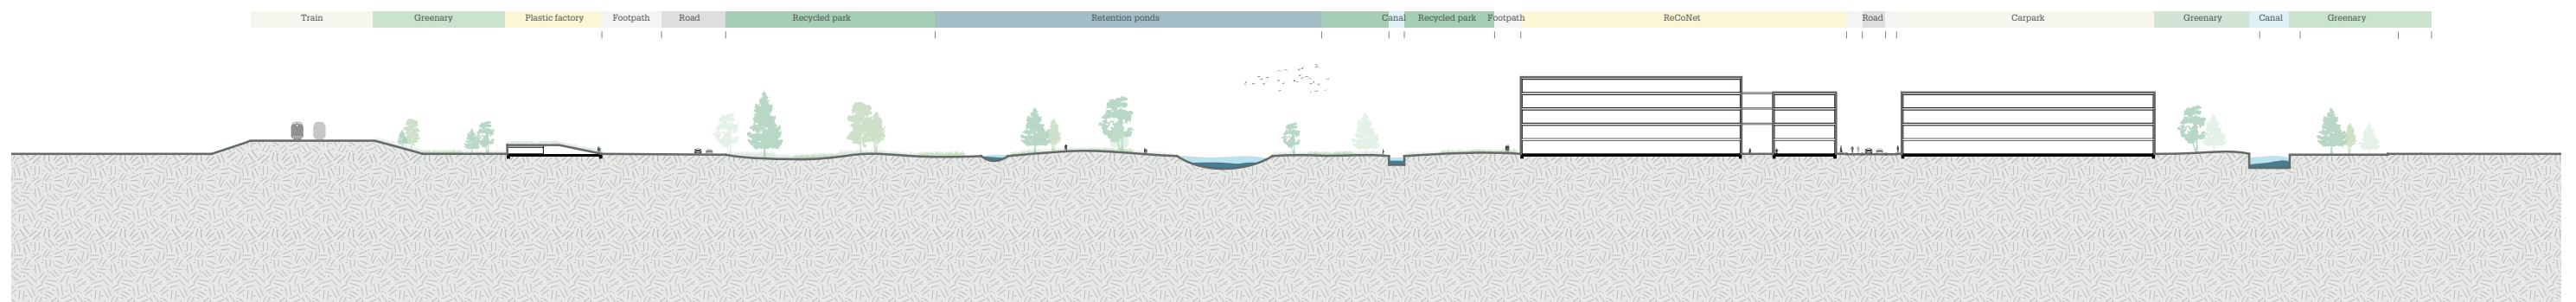 Train Greenary Plastic factory Footpath Road Recycled park Retention ponds Canal Recycled park Footpath ReCoNet Road Carpark Greenary Canal Greenary